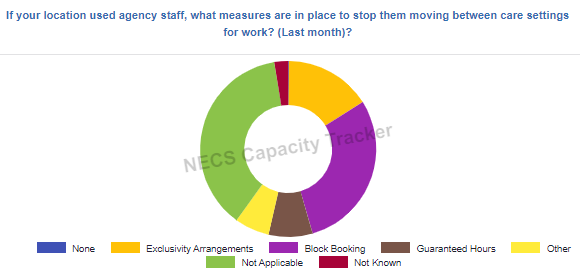 If your location used agency staff, what measures are in place to stop them moving between care settings
for work? (Last month)?
NECS Capacity Tracker
None Exclusivity Arrangements Block Booking Guaranteed Hours Other
Not Applicable Not Known